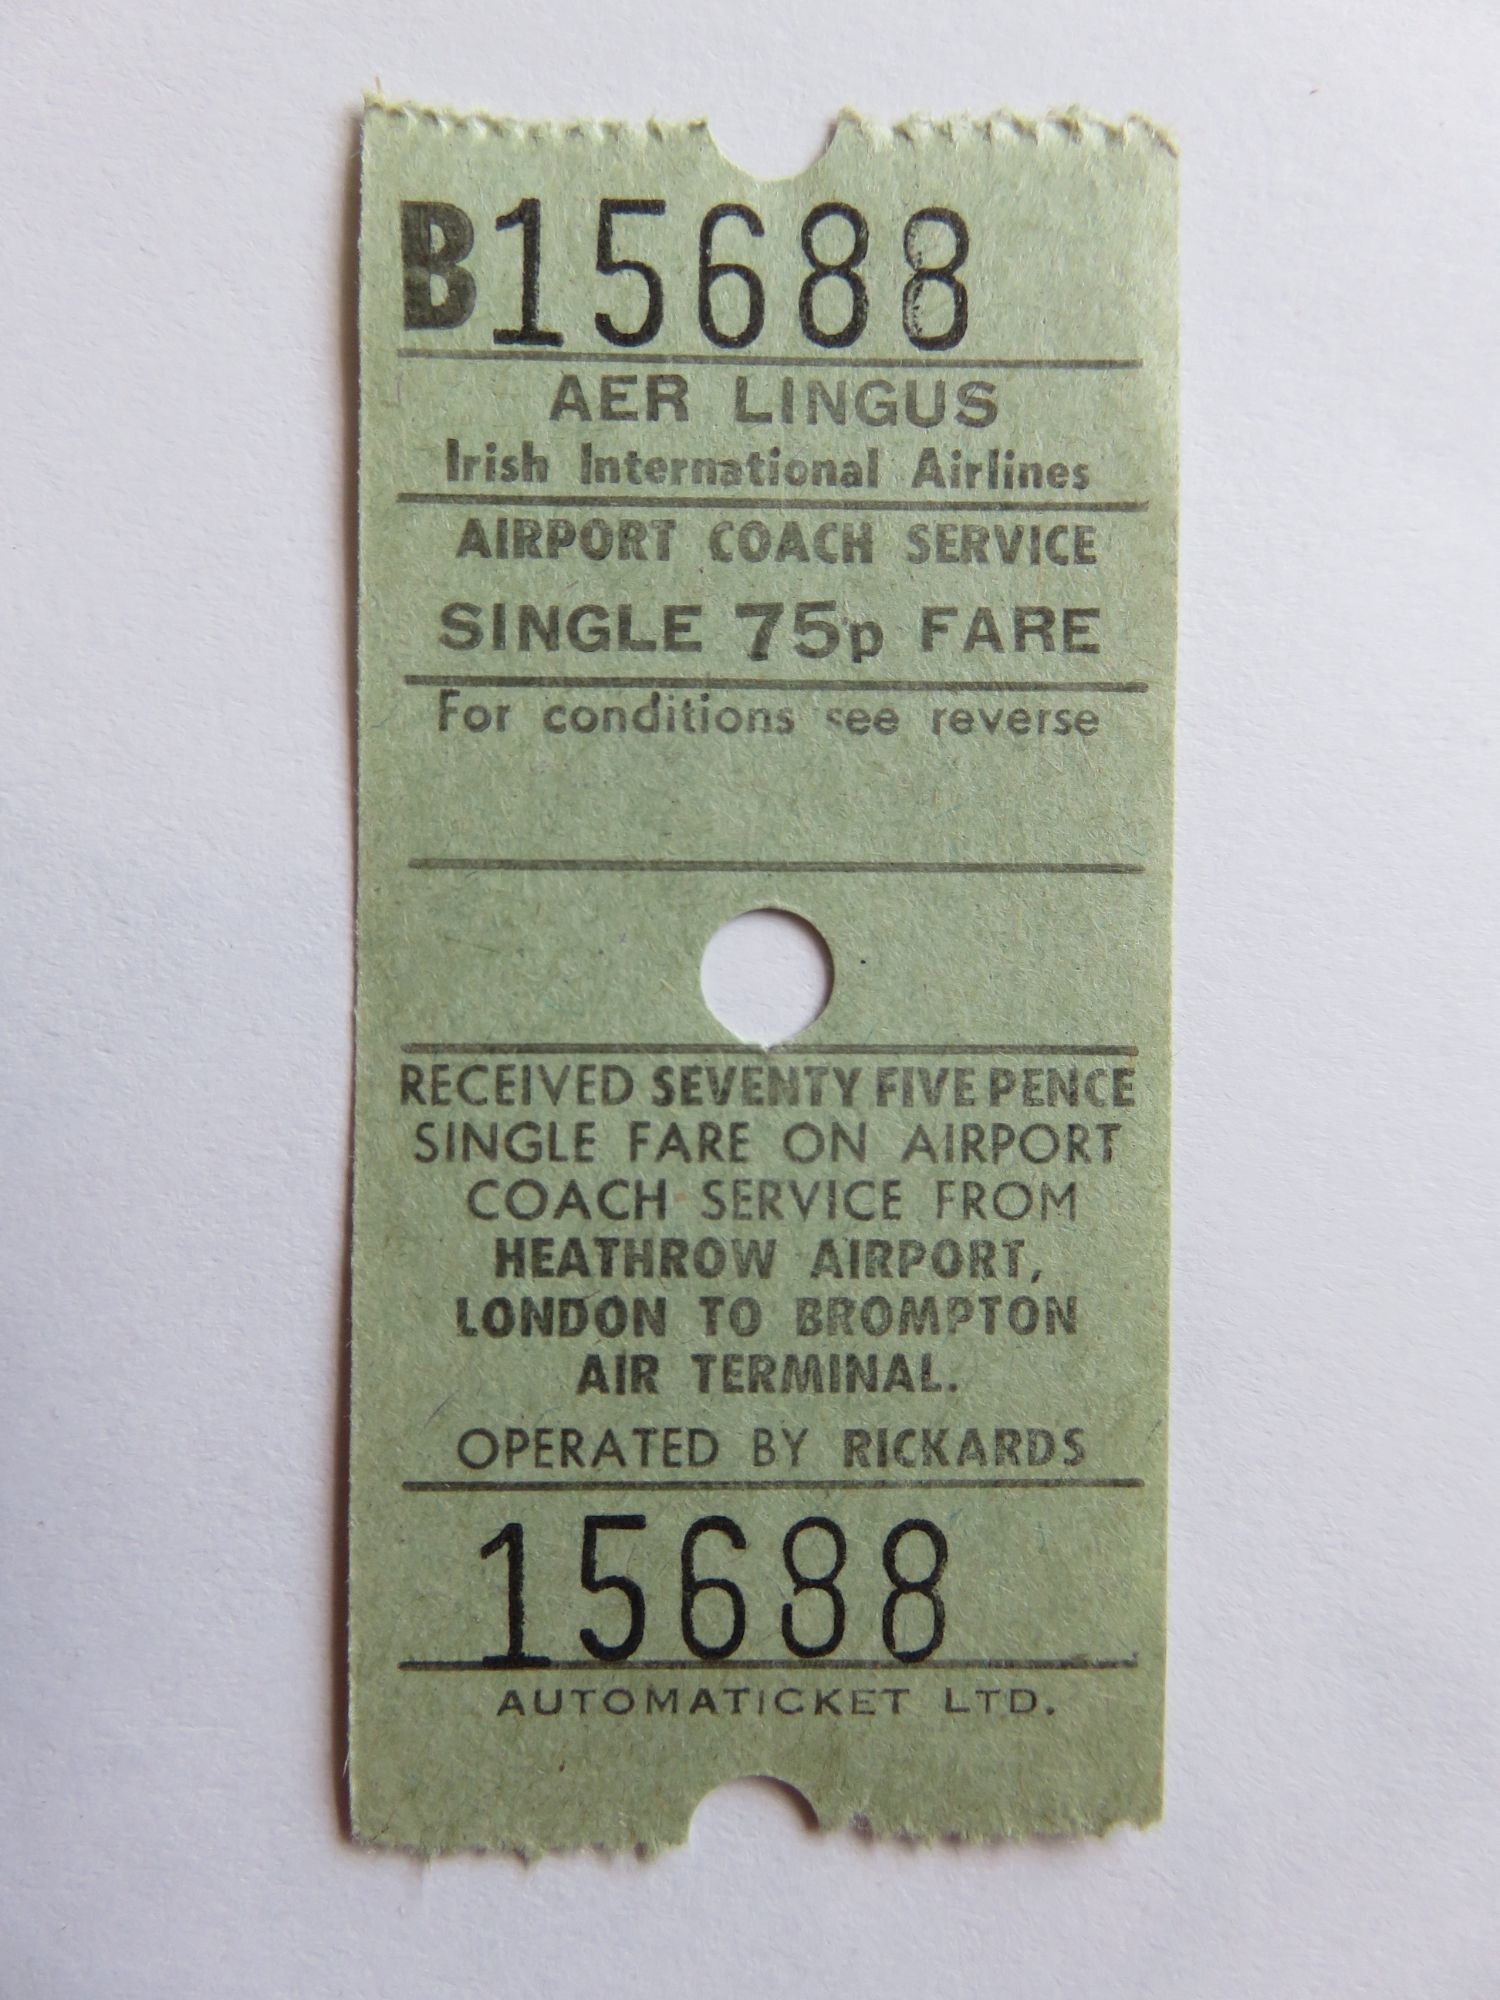 B15688
AER LINGUS
Irish International Airlines
AIRPORT COACH SERVICE
SINGLE 75p FARE
For conditions see reverse
RECEIVED SEVENTY FIVE PENCE
SINGLE FARE ON AIRPORT
COACH SERVICE FROM
HEATHROW AIRPORT,
LONDON TO BROMPTON
AIR TERMINAL.
OPERATED BY RICKARDS
15688
AUTOMATICKET LTD.